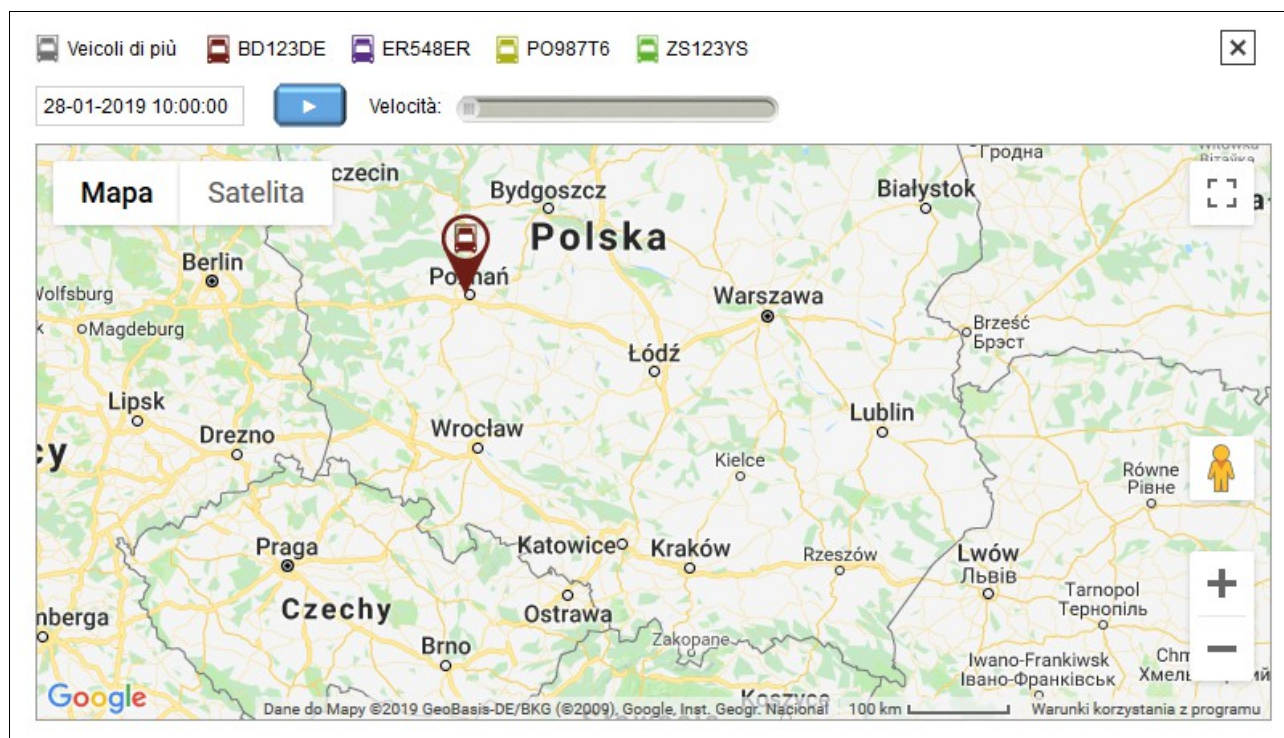 Veicoli di più BD123DE ER548ER PO987T6 ZS123YS
28-01-2019 10:00:00 Velocità:
Mapa Satelita
czecin
Bydgoszcz
Białystok
Гродна
Polska
Berlin
Poznań
Wolfsburg
Magdeburg
Warszawa
Brześć
Брэст
Łódź
Lipsk
Drezno
Wrocław
Lublin
cy
Kielce
Równe
Рівне
Praga
Katowice
Kraków
Rzeszów
Lwów
Львів
Czechy
Ostrawa
Tarnopol
Тернопіль
nberga
Brno
Zakopane
Iwano-Frankiwsk
Івано-Франківськ
Google
Dane do Mapy ©2019 GeoBasis-DE/BKG (©2009), Google, Inst. Geogr. Nacional 100 km Warunki korzystania z programu